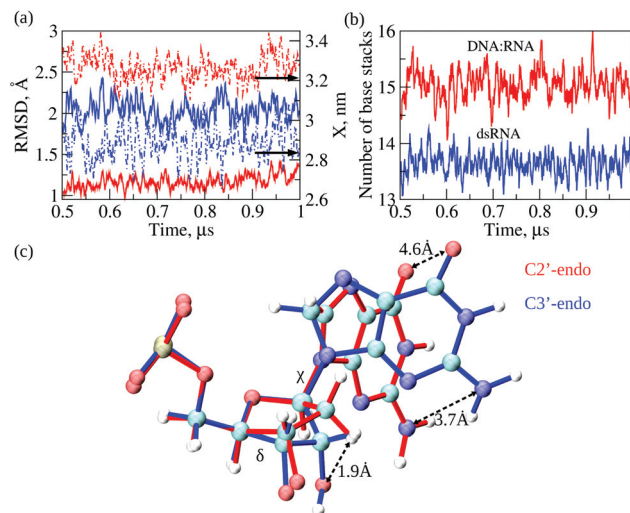 (a)
3
2.5
2
1.5
1
RMSD, Å
3.4
3.2
3
2.8
2.6
X, nm
0.5 0.6 0.7 0.8 0.9 1
Time, μs
(b)
16
15
14
13
Number of base stacks
DNA:RNA
dsRNA
0.5 0.6 0.7 0.8 0.9 1
Time, μs
(c)
4.6Å
C2'-endo
C3'-endo
χ
3.7Å
δ
1.9Å